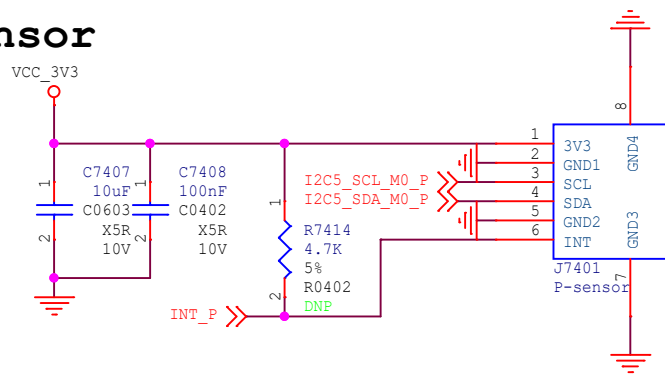 nsor
VCC_3V3
C7407
10uF
C0603
X5R
10V
1
2
C7408
100nF
C0402
X5R
10V
1
2
I2C5_SCL_M0_P
I2C5_SDA_M0_P
1
R7414
4.7K
5%
R0402
DNP
2
INT_P
8
GND4
1 3V3
2 GND1
3 SCL
4 SDA
5 GND2
6 INT
GND3
7
J7401
P-sensor